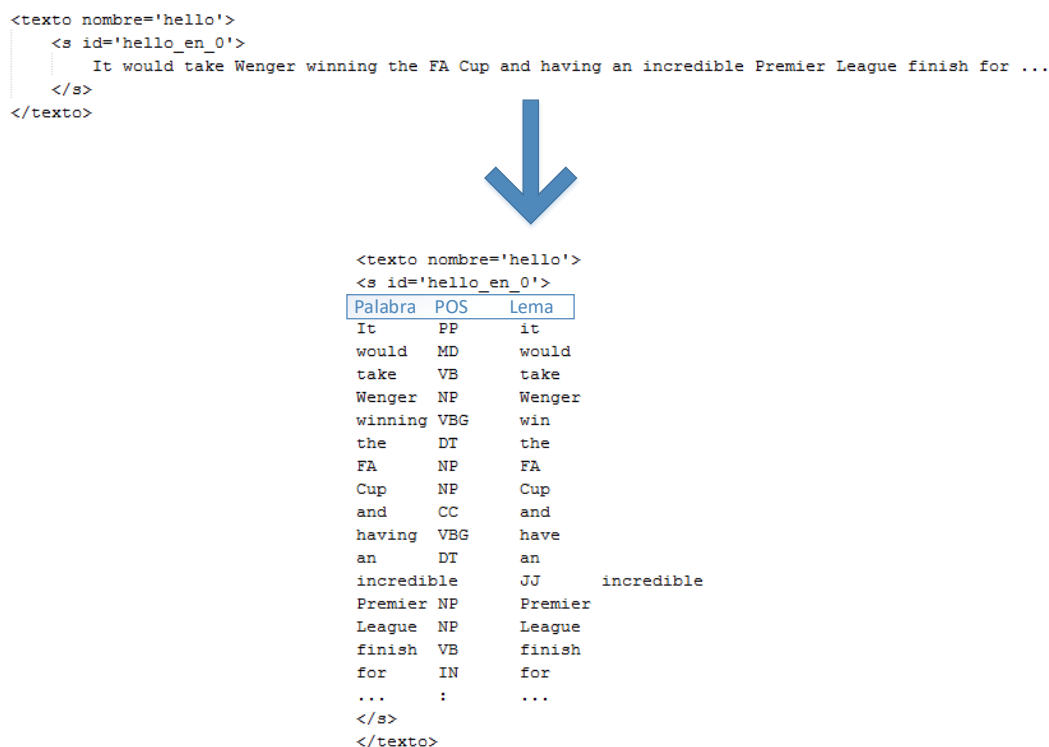 <texto nombre='hello'>
<s id='hello_en_0'>
It would take Wenger winning the FA Cup and having an incredible Premier League finish for ...
</s>
</texto>
<texto nombre='hello'>
<s id='hello_en_0'>
Palabra POS Lema
It PP it
would MD would
take VB take
Wenger NP Wenger
winning VBG win
the DT the
FA NP FA
Cup NP Cup
and CC and
having VBG have
an DT an
incredible JJ incredible
Premier NP Premier
League NP League
finish VB finish
for IN for
... : ...
</s>
</texto>